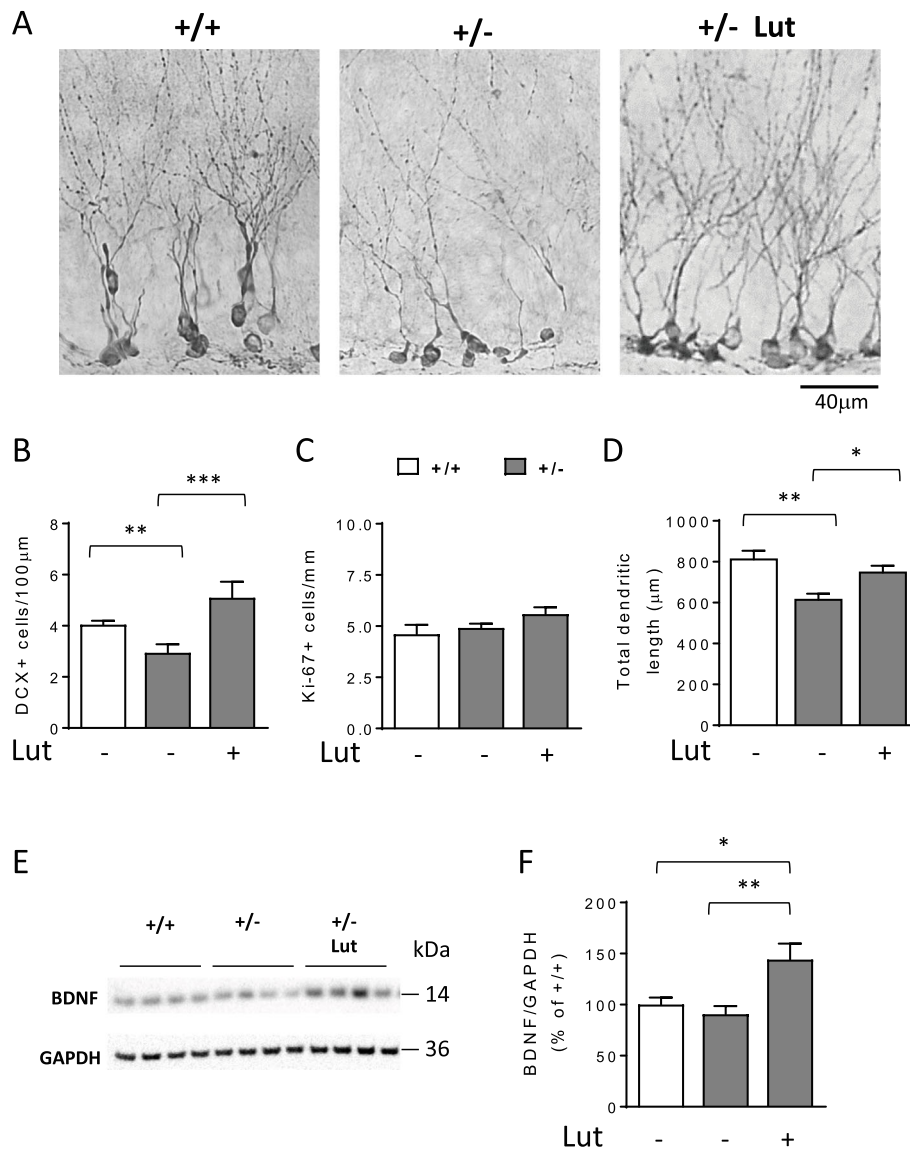 A
+/+
+/-
+/- Lut
40μm
B
C
D
+/+
+/-
DCX+ cells/100μm
8
6
4
2
0
**
***
Lut
-
-
+
Ki-67+ cells/mm
10.0
7.5
5.0
2.5
0.0
Lut
-
-
+
Total dendritic
length (μm)
1000
800
600
400
200
0
**
*
Lut
-
-
+
E
+/+
+/-
+/-
Lut
kDa
BDNF
14
GAPDH
36
F
BDNF/GAPDH
(% of +/+)
200
150
100
50
0
*
**
Lut
-
-
+